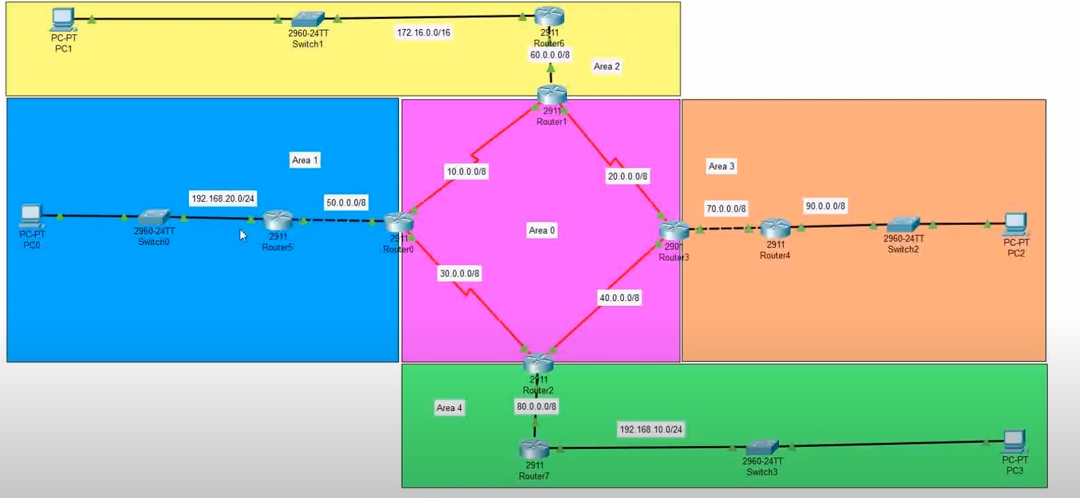 PC-PT
PC1
2960-24TT
Switch1
172.16.0.0/16
2911
Router6
60.0.0.0/8
Area 2
2911
Router1
Area 1
192.168.20.0/24
50.0.0.0/8
PC-PT
PC0
2960-24TT
Switch0
2911
Router5
2911
Router0
10.0.0.0/8
20.0.0.0/8
Area 0
30.0.0.0/8
40.0.0.0/8
Area 3
70.0.0.0/8
90.0.0.0/8
2901
Router3
2911
Router4
2960-24TT
Switch2
PC-PT
PC2
2911
Router2
Area 4
80.0.0.0/8
192.168.10.0/24
2911
Router7
2960-24TT
Switch3
PC-PT
PC3